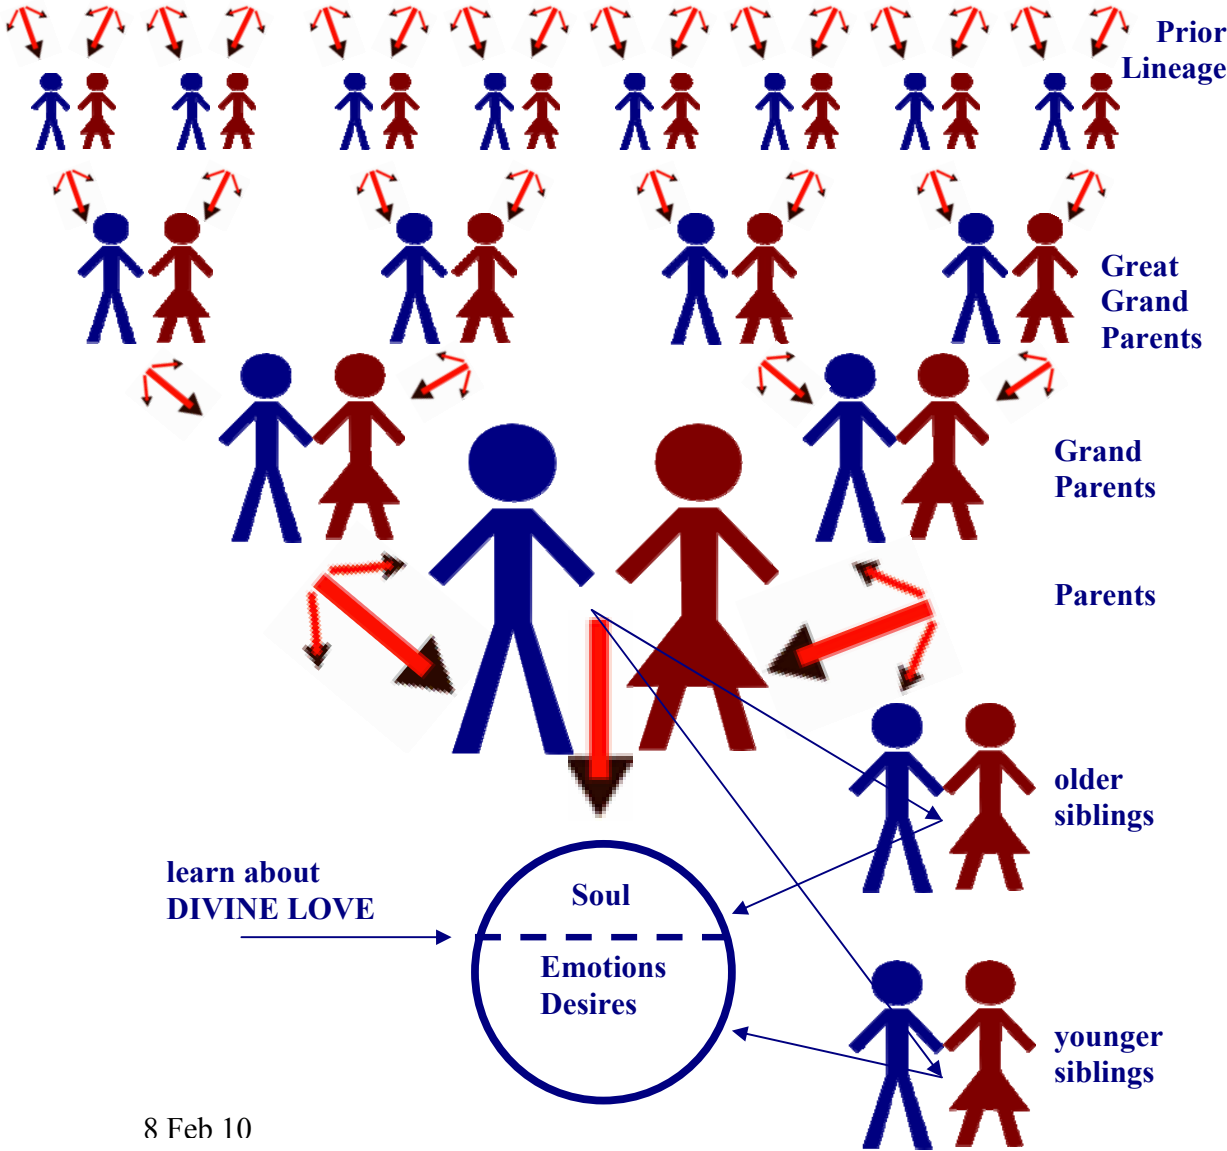 Prior
Lineage
Great
Grand
Parents
Grand
Parents
Parents
older
siblings
learn about
DIVINE LOVE
Soul
Emotions
Desires
younger
siblings
8 Feb 10